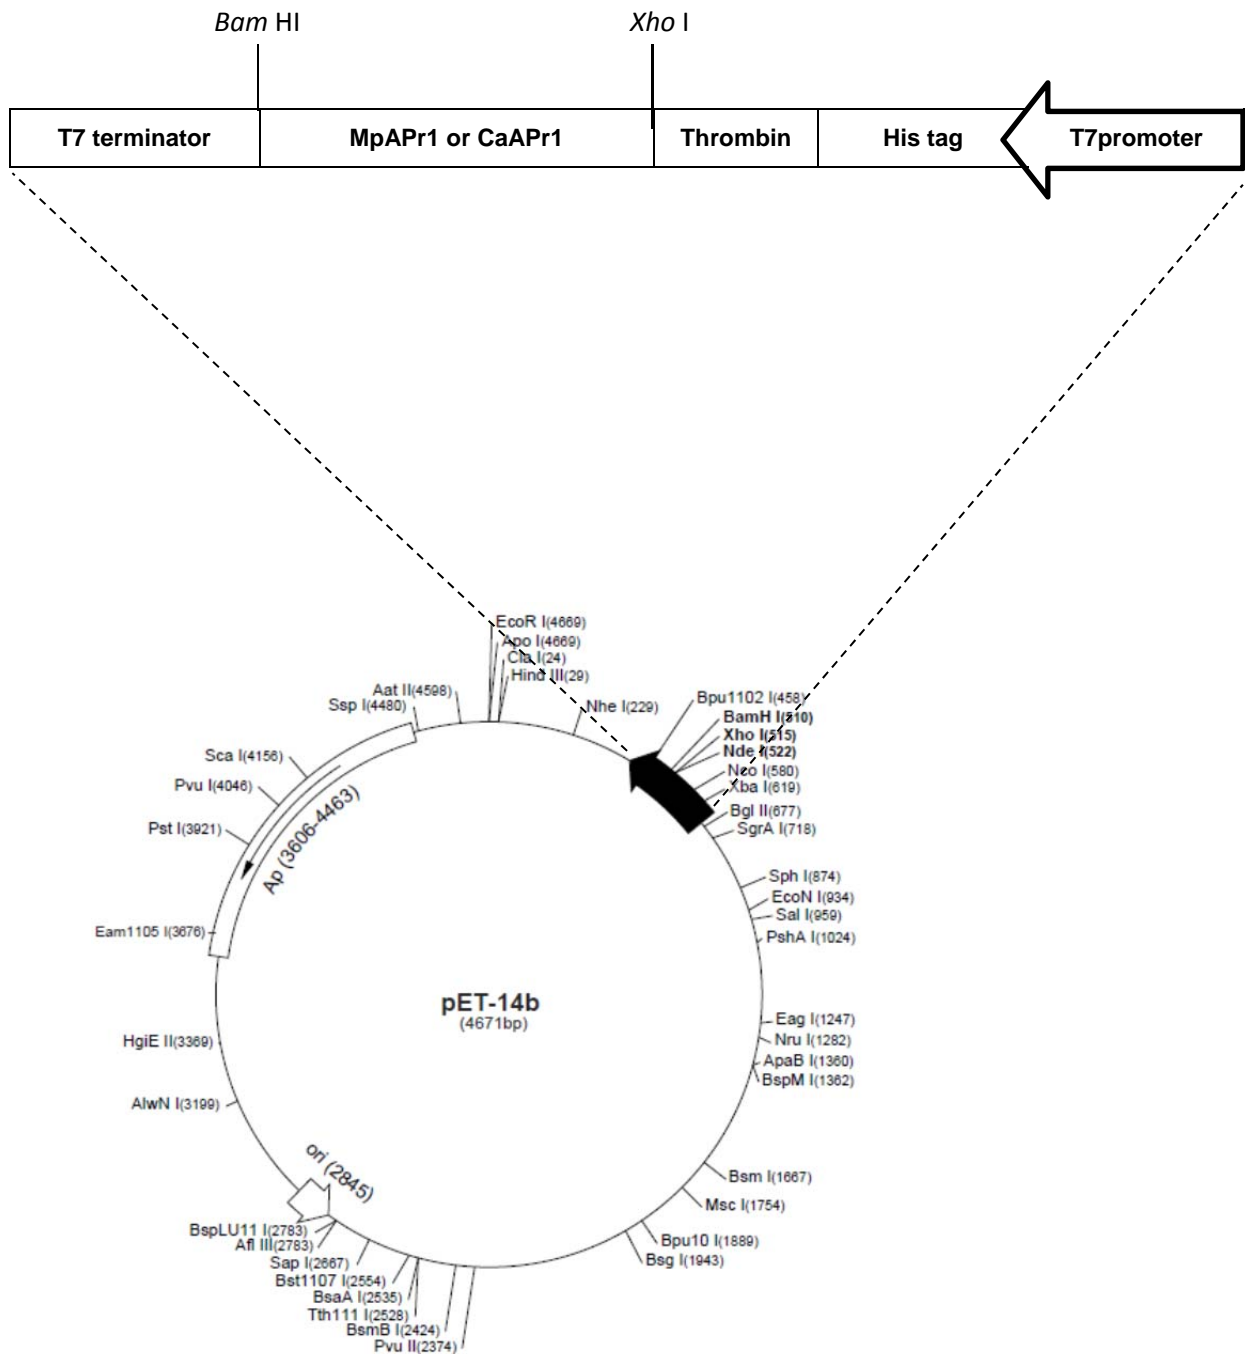 Bam HI
Xho I
T7 terminator
MpAPr1 or CaAPr1
Thrombin
His tag
T7promoter
EcoR I(4669)
Apo I(4669)
Cla I(24)
Hind III(29)
Aat II(4598)
Ssp I(4480)
Nhe I(229)
Bpu1102 I(458)
BamH I(510)
Xho I(515)
Nde I(522)
Nco I(580)
Xba I(619)
Bgl II(677)
SgrA I(718)
Sca I(4156)
Pvu I(4046)
Pst I(3921)
Ap (3606-4463)
Sph I(874)
EcoN I(934)
Sal I(959)
PshA I(1024)
Eam1105 I(3676)
pET-14b
(4671bp)
Eag I(1247)
Nru I(1282)
ApaB I(1360)
BspM I(1362)
HgiE II(3369)
AlwN I(3199)
ori (2845)
Bsm I(1667)
Msc I(1754)
Bpu10 I(1889)
Bsg I(1943)
BspLU11 I(2783)
Afl III(2783)
Sap I(2667)
Bst1107 I(2554)
BsaA I(2535)
Tth111 I(2528)
BsmB I(2424)
Pvu II(2374)